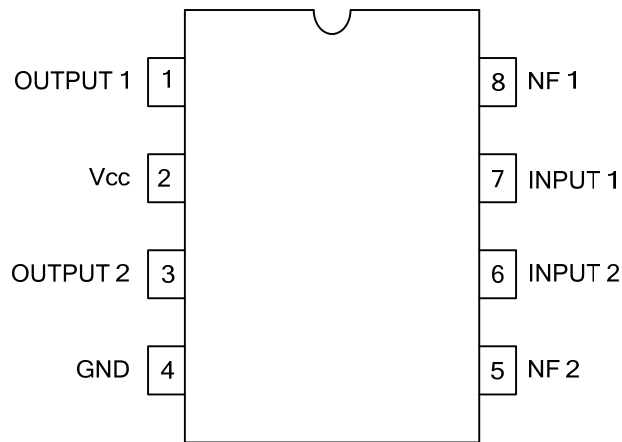 OUTPUT 1 1
Vcc 2
OUTPUT 2 3
GND 4
8 NF 1
7 INPUT 1
6 INPUT 2
5 NF 2